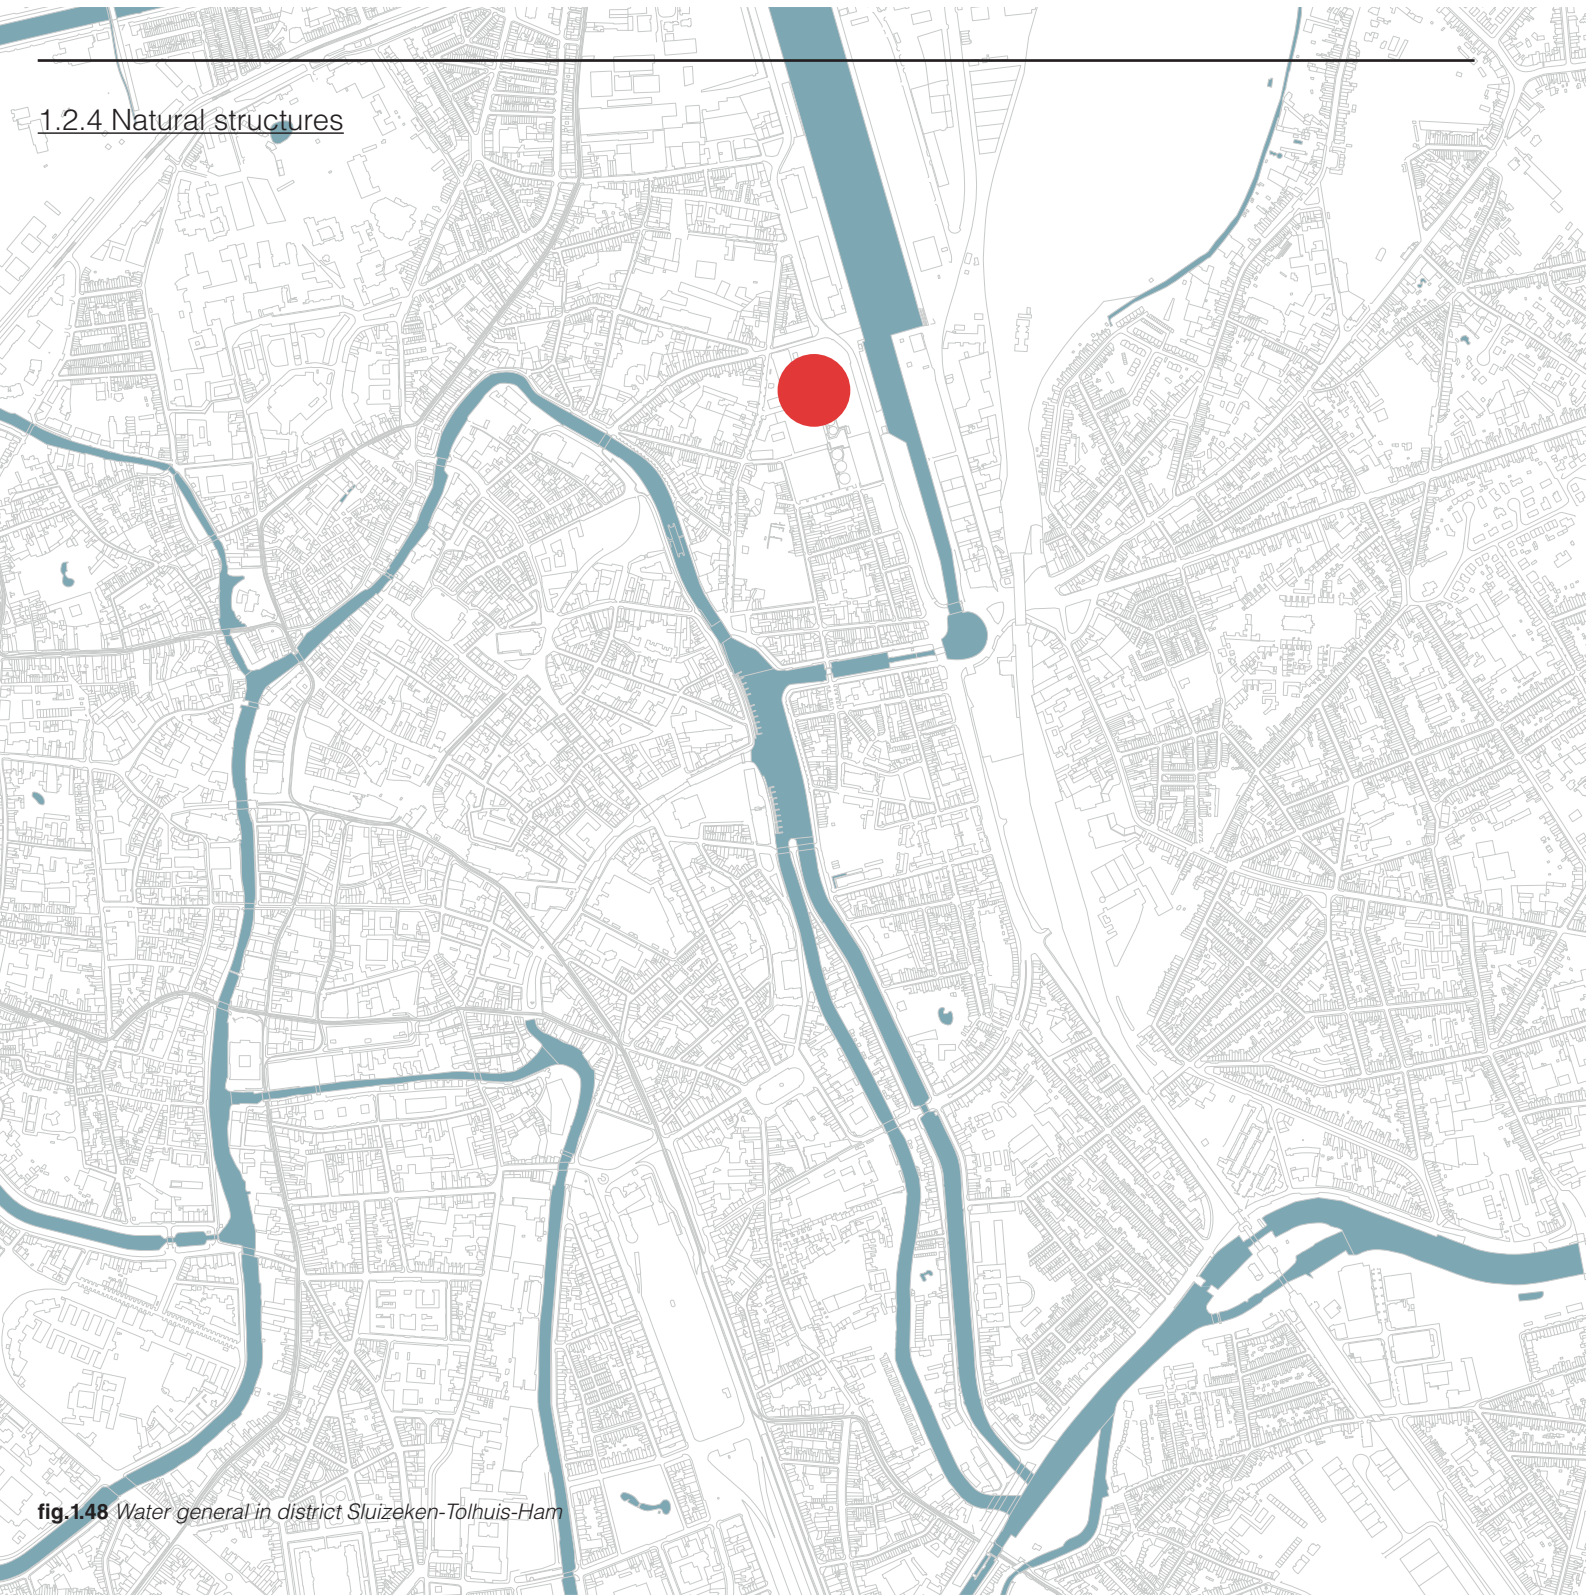 1.2.4 Natural structures
fig.1.48 Water general in district Sluizeken-Tolhuis-Ham